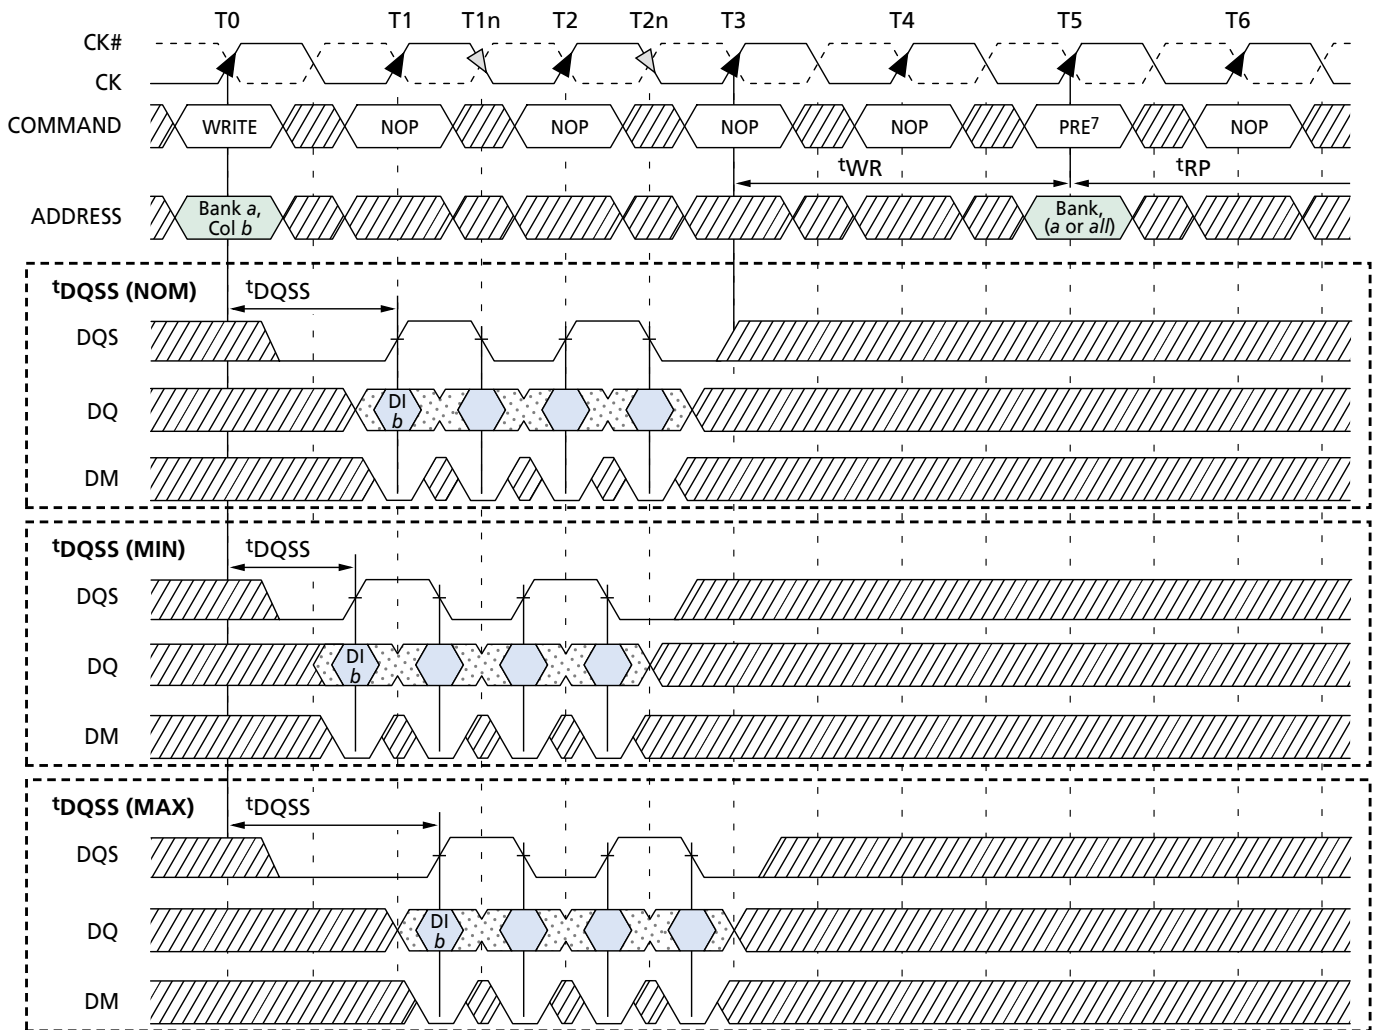 T0 T1 T1n T2 T2n T3 T4 T5 T6
CK#
CK
COMMAND WRITE NOP NOP NOP NOP PRE7 NOP
tWR tRP
ADDRESS Bank a, Col b Bank, (a or all)
tDQSS (NOM) tDQSS
DQS
DQ DI b
DM
tDQSS (MIN) tDQSS
DQS
DQ DI b
DM
tDQSS (MAX) tDQSS
DQS
DQ DI b
DM